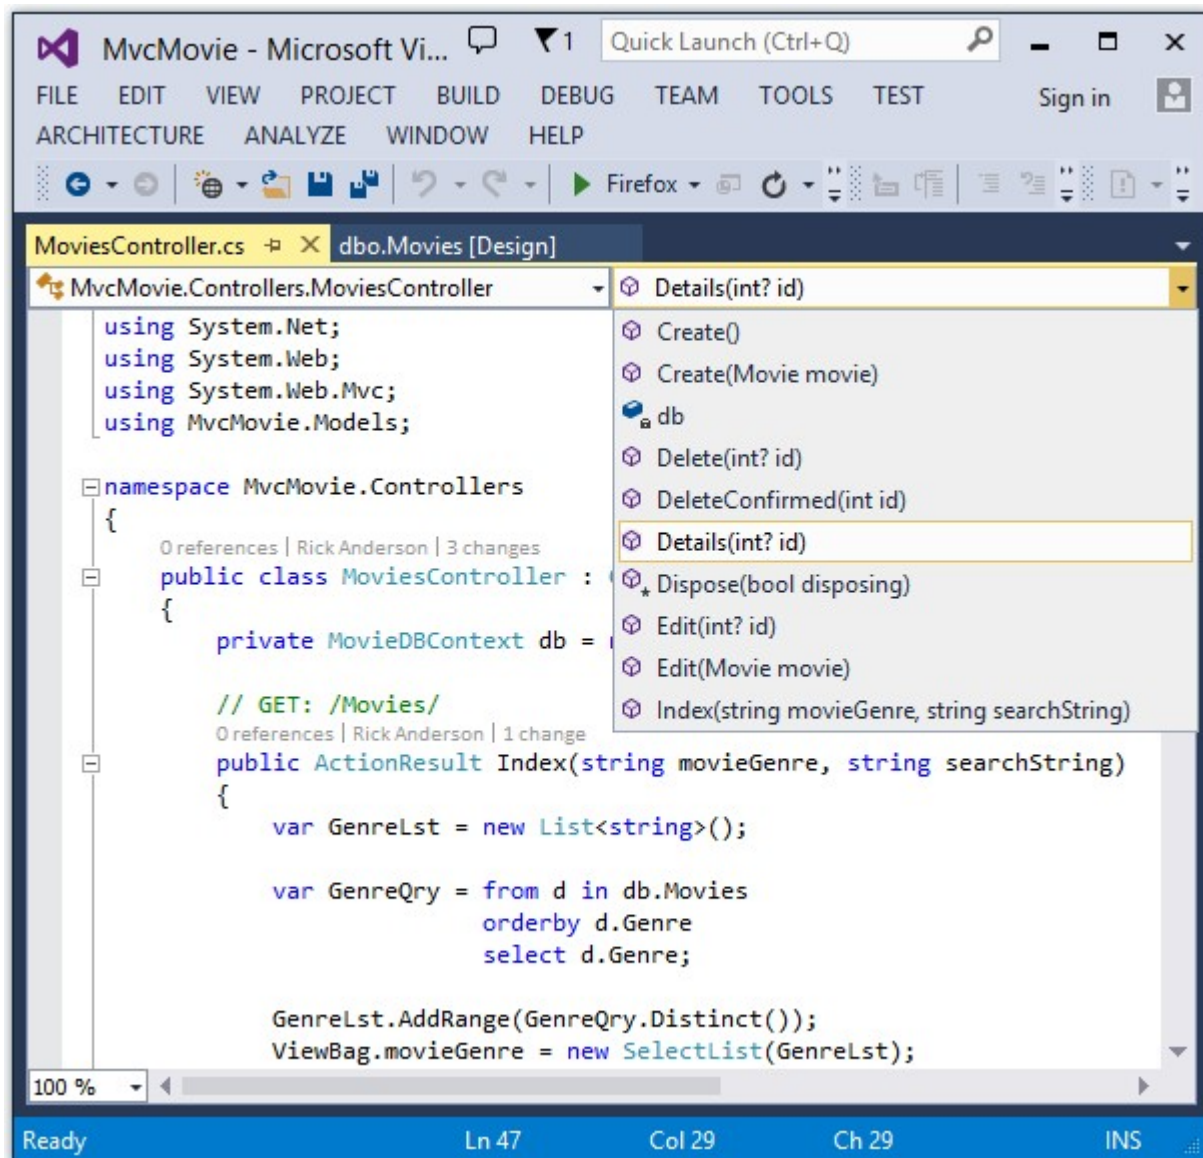 MvcMovie - Microsoft Vi... 1 Quick Launch (Ctrl+Q)
FILE EDIT VIEW PROJECT BUILD DEBUG TEAM TOOLS TEST Sign in
ARCHITECTURE ANALYZE WINDOW HELP
Firefox
MoviesController.cs dbo.Movies [Design]
MvcMovie.Controllers.MoviesController Details(int? id)
Create()
Create(Movie movie)
db
Delete(int? id)
DeleteConfirmed(int id)
Details(int? id)
Dispose(bool disposing)
Edit(int? id)
Edit(Movie movie)
Index(string movieGenre, string searchString)
using System.Net;
using System.Web;
using System.Web.Mvc;
using MvcMovie.Models;
namespace MvcMovie.Controllers
{
0 references | Rick Anderson | 3 changes
public class MoviesController :
{
private MovieDBContext db =
// GET: /Movies/
0 references | Rick Anderson | 1 change
public ActionResult Index(string movieGenre, string searchString)
{
var GenreLst = new List<string>();
var GenreQry = from d in db.Movies
orderby d.Genre
select d.Genre;
GenreLst.AddRange(GenreQry.Distinct());
ViewBag.movieGenre = new SelectList(GenreLst);
100 %
Ready Ln 47 Col 29 Ch 29 INS